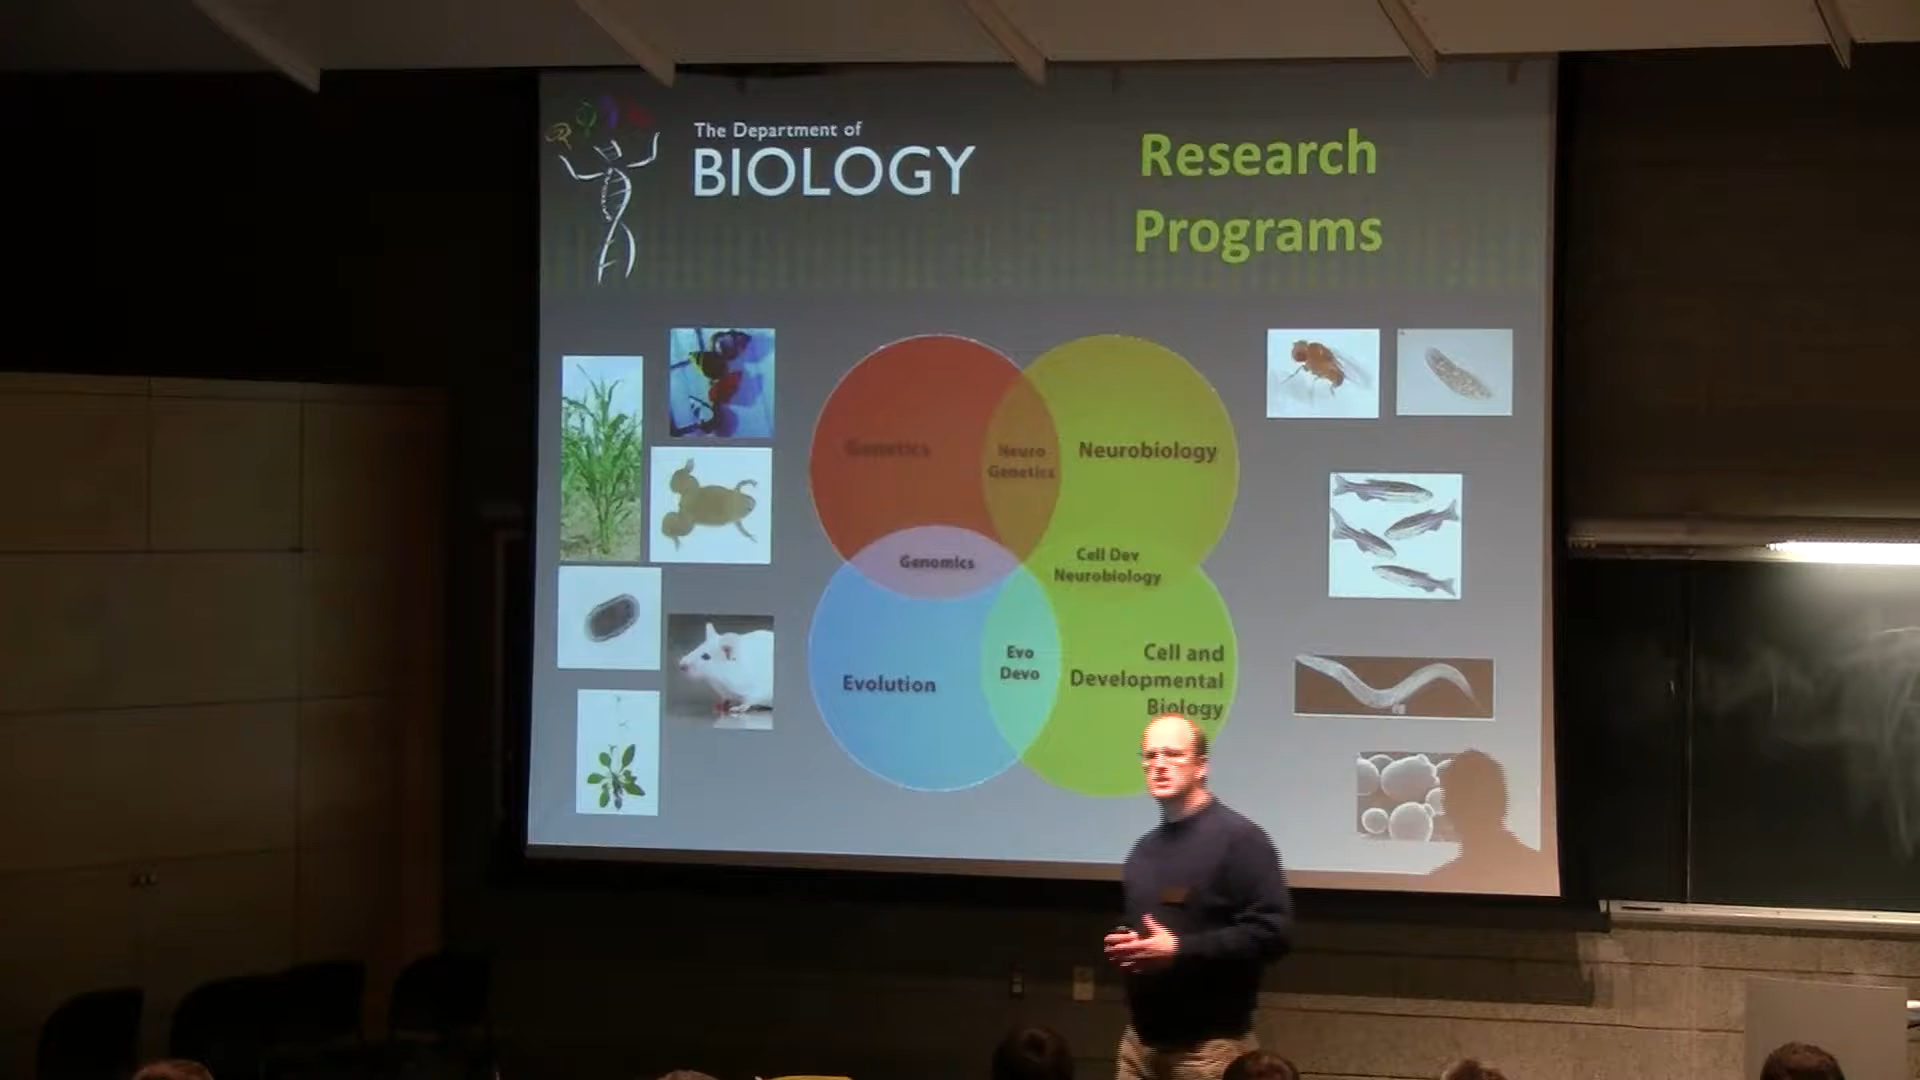 The Department of
BIOLOGY
Research
Programs
Genetics
Neuro
Genetics
Neurobiology
Genomics
Cell Dev
Neurobiology
Evolution
Evo
Devo
Cell and
Developmental
Biology